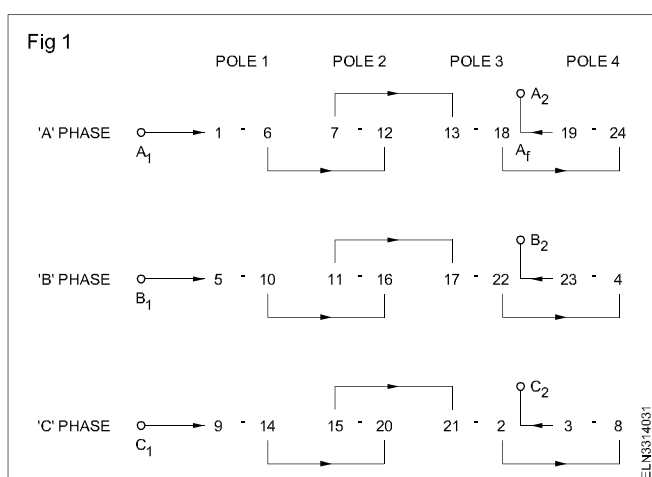 Fig 1
POLE 1 POLE 2 POLE 3 POLE 4
A2
'A' PHASE 1 - 6 7 - 12 13 - 18 19 - 24
A1 Af
B2
'B' PHASE 5 - 10 11 - 16 17 - 22 23 - 4
B1
C2
'C' PHASE 9 - 14 15 - 20 21 - 2 3 - 8
C1
ELN3314031